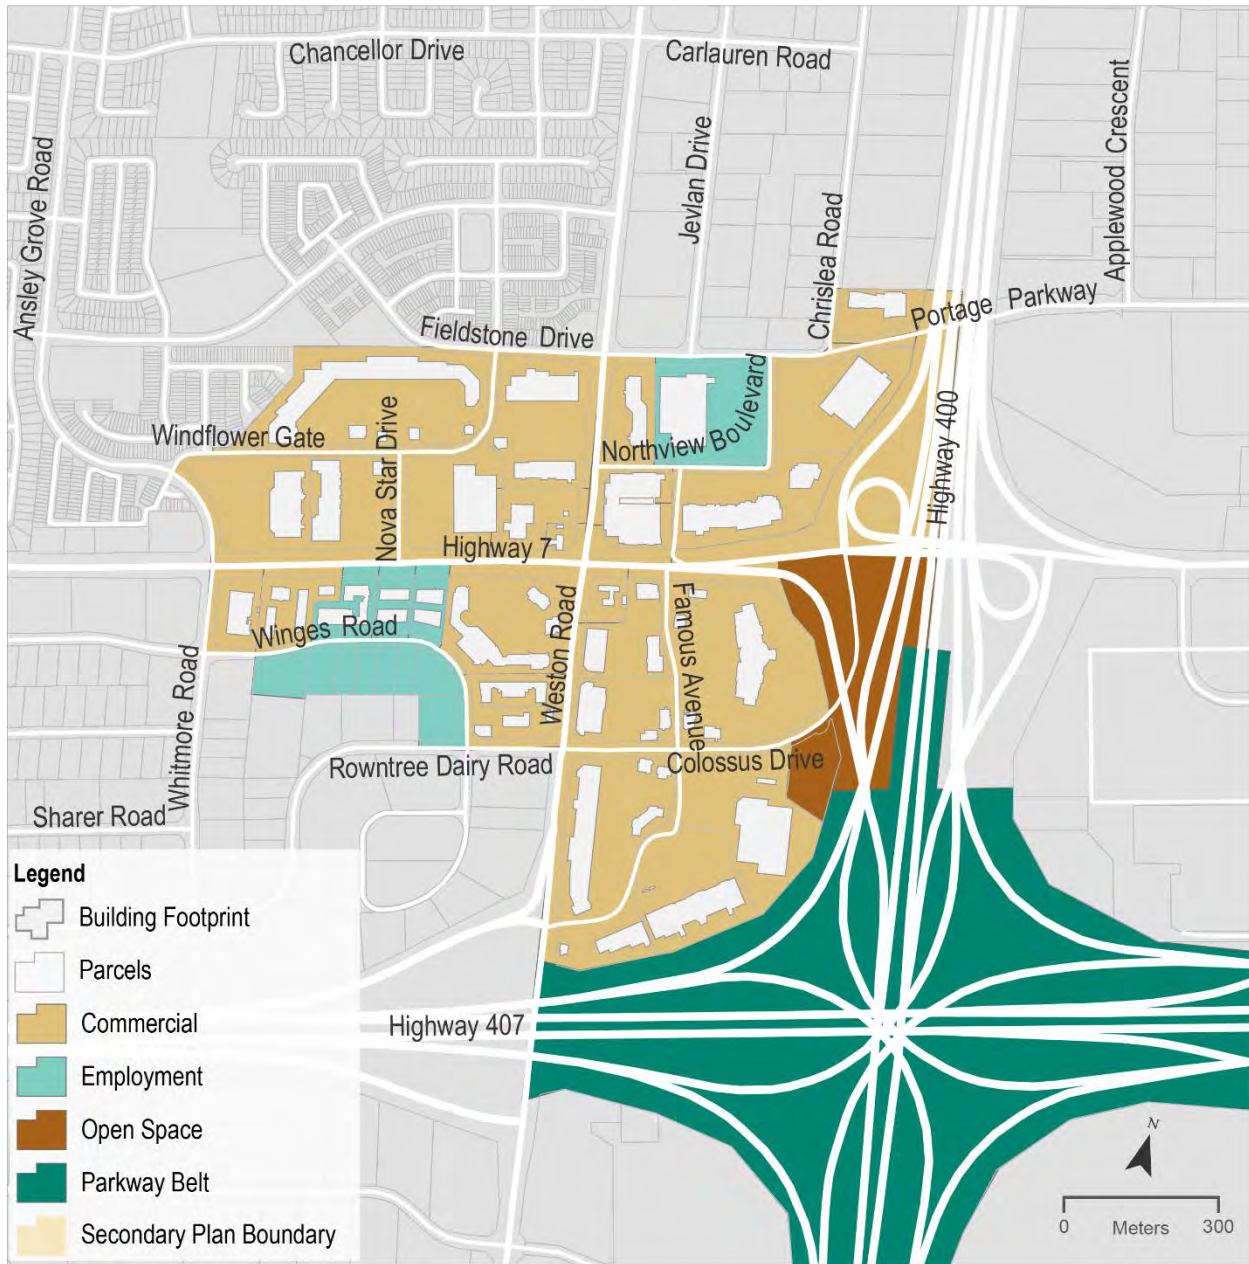 Chancellor Drive
Carlauren Road
Ansley Grove Road
Jevlan Drive
Chrislea Road
Applewood Crescent
Portage Parkway
Fieldstone Drive
Windflower Gate
Nova Star Drive
Northview Boulevard
Highway 400
Highway 7
Winges Road
Weston Road
Famous Avenue
Whitmore Road
Rowntree Dairy Road
Colossus Drive
Sharer Road
Highway 407
Legend
Building Footprint
Parcels
Commercial
Employment
Open Space
Parkway Belt
Secondary Plan Boundary
N
0 Meters 300